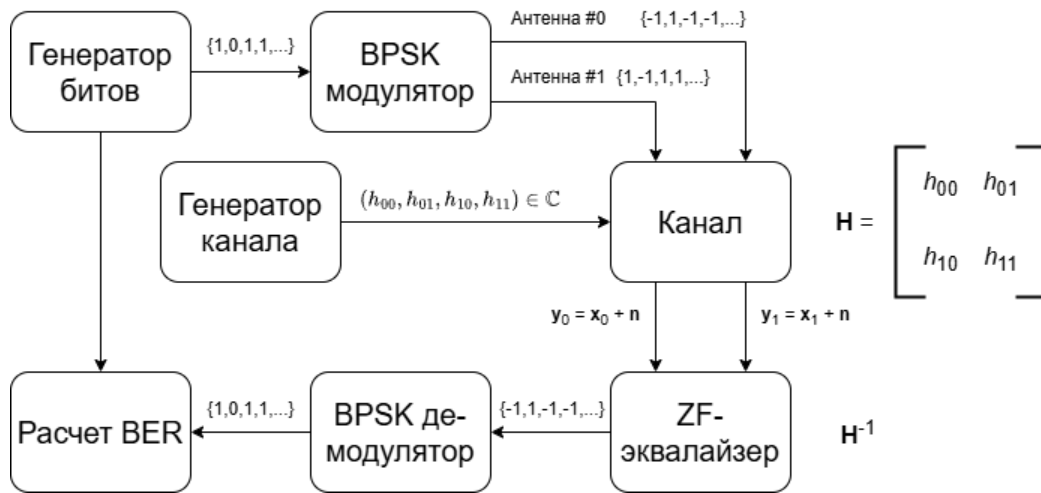 Генератор
битов
{1,0,1,1,...}
BPSK
модулятор
Антенна #0 {-1,1,-1,-1,...}
Антенна #1 {1,-1,1,1,...}
Генератор
канала
(h₀₀, h₀₁, h₁₀, h₁₁) ∈ ℂ
Канал
H =
h₀₀ h₀₁
h₁₀ h₁₁
y₀ = x₀ + n
y₁ = x₁ + n
Расчет BER
{1,0,1,1,...}
BPSK де-
модулятор
{-1,1,-1,-1,...}
ZF-
эквалайзер
H⁻¹